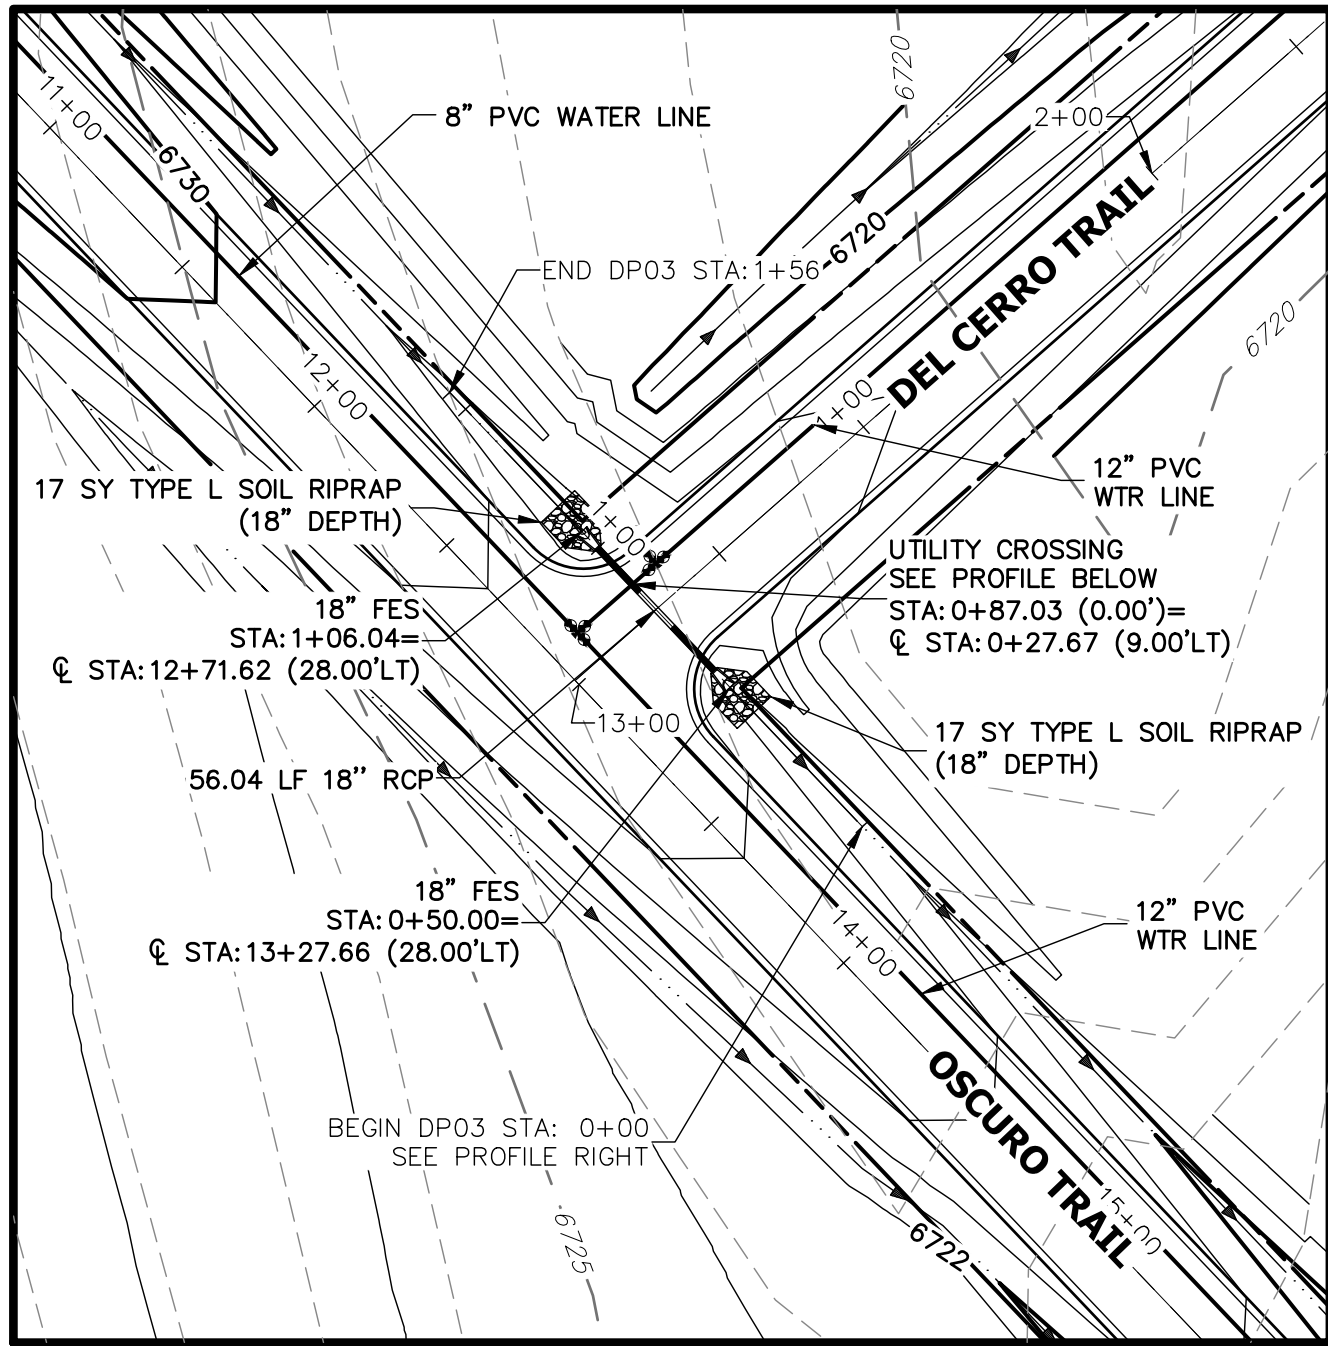 11+00
6730
8” PVC WATER LINE
6720
2+00
END DP03 STA:1+56
6720
DEL CERRO TRAIL
6720
12+00
1+00
17 SY TYPE L SOIL RIPRAP
(18” DEPTH)
12” PVC
WTR LINE
1+00
UTILITY CROSSING
SEE PROFILE BELOW
STA:0+87.03 (0.00')=
℄ STA:0+27.67 (9.00'LT)
18” FES
STA:1+06.04=
℄ STA:12+71.62 (28.00'LT)
13+00
17 SY TYPE L SOIL RIPRAP
(18” DEPTH)
56.04 LF 18'' RCP
18” FES
STA:0+50.00=
℄ STA:13+27.66 (28.00'LT)
14+00
12” PVC
WTR LINE
OSCURO TRAIL
BEGIN DP03 STA: 0+00
SEE PROFILE RIGHT
15+00
6725
6722